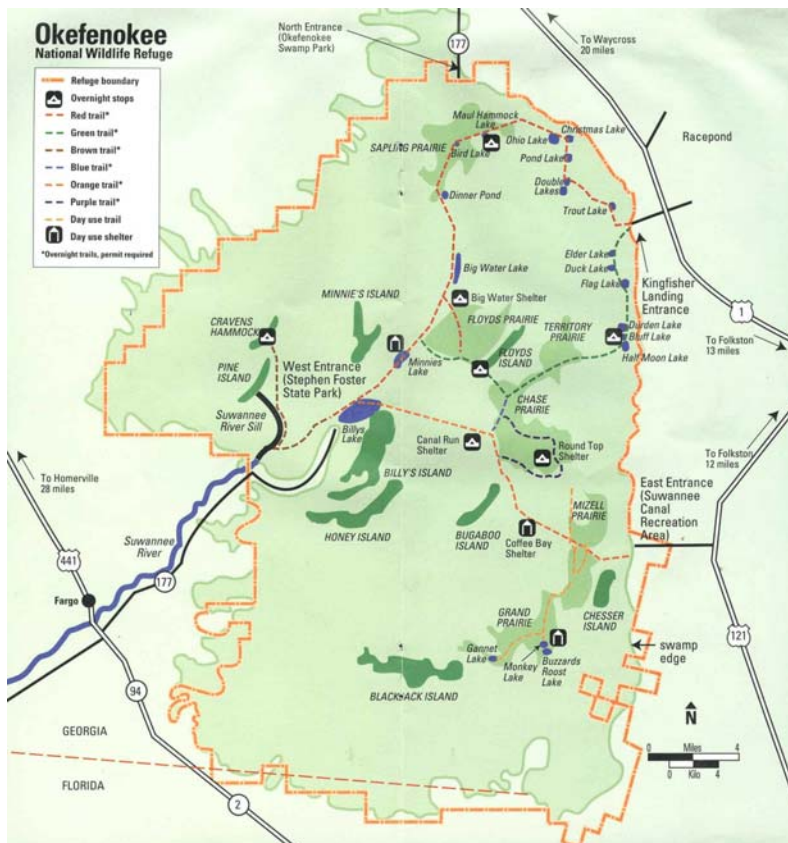 Okefenokee
National Wildlife Refuge
Refuge boundary
Overnight stops
Red trail*
Green trail*
Brown trail*
Blue trail*
Orange trail*
Purple trail*
Day use trail
Day use shelter
*Overnight trails, permit required
North Entrance
(Okefenokee
Swamp Park)
177
To Waycross
20 miles
Maul Hammock
Lake
Christmas Lake
Ohio Lake
SAPLING PRAIRIE
Bird Lake
Pond Lake
Racepond
Double
Lakes
Dinner Pond
Trout Lake
Elder Lake
Duck Lake
Big Water Lake
Flag Lake
Kingfisher
Landing
Entrance
MINNIE'S ISLAND
Big Water Shelter
1
FLOYDS PRAIRIE
CRAVENS
HAMMOCK
TERRITORY
PRAIRIE
Durden Lake
Bluff Lake
Half Moon Lake
To Folkston
13 miles
West Entrance
(Stephen Foster
State Park)
Minnies
Lake
FLOYDS
ISLAND
PINE
ISLAND
CHASE
PRAIRIE
Suwannee
River Sill
Billys
Lake
Canal Run
Shelter
Round Top
Shelter
To Folkston
12 miles
To Homerville
28 miles
BILLY'S ISLAND
East Entrance
(Suwannee
Canal
Recreation
Area)
MIZELL
PRAIRIE
Suwannee
River
HONEY ISLAND
BUGABOO
ISLAND
Coffee Bay
Shelter
441
177
Fargo
GRAND
PRAIRIE
CHESSER
ISLAND
121
Gannet
Lake
Monkey
Lake
Buzzards
Roost
Lake
swamp
edge
BLACKJACK ISLAND
94
N
GEORGIA
0 Miles 4
0 Kilo 4
FLORIDA
2